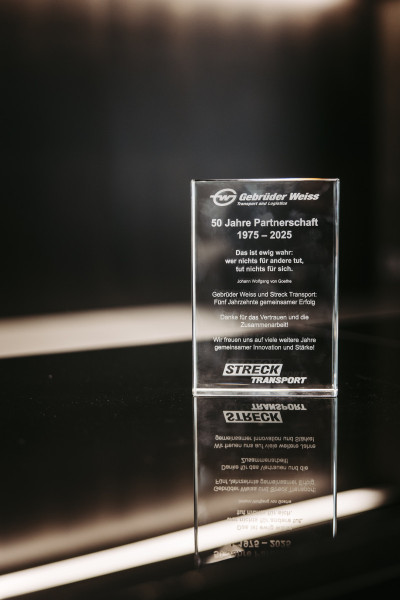 Gebrüder Weiss
Transport and Logistics
50 Jahre Partnerschaft
1975 – 2025
Das ist ewig wahr:
wer nichts für andere tut,
tut nichts für sich.
Johann Wolfgang von Goethe
Gebrüder Weiss und Streck Transport:
Fünf Jahrzehnte gemeinsamer Erfolg
Danke für das Vertrauen und die
Zusammenarbeit!
Wir freuen uns auf viele weitere Jahre
gemeinsamer Innovation und Stärke!
STRECK
TRANSPORT